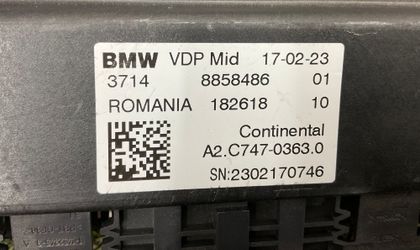 BMW VDP Mid 17-02-23
3714 8858486 01
ROMANIA 182618 10
Continental
A2.C747-0363.0
SN:2302170746